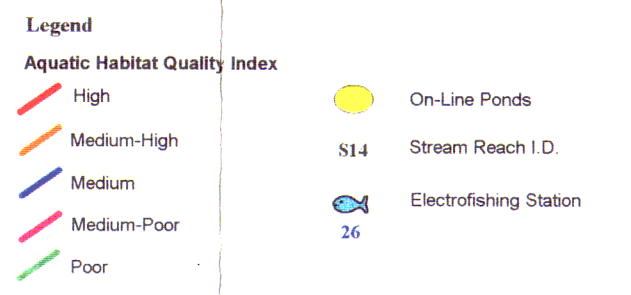 Legend
Aquatic Habitat Quality Index
High
Medium-High
Medium
Medium-Poor
Poor
On-Line Ponds
S14 Stream Reach I.D.
Electrofishing Station
26